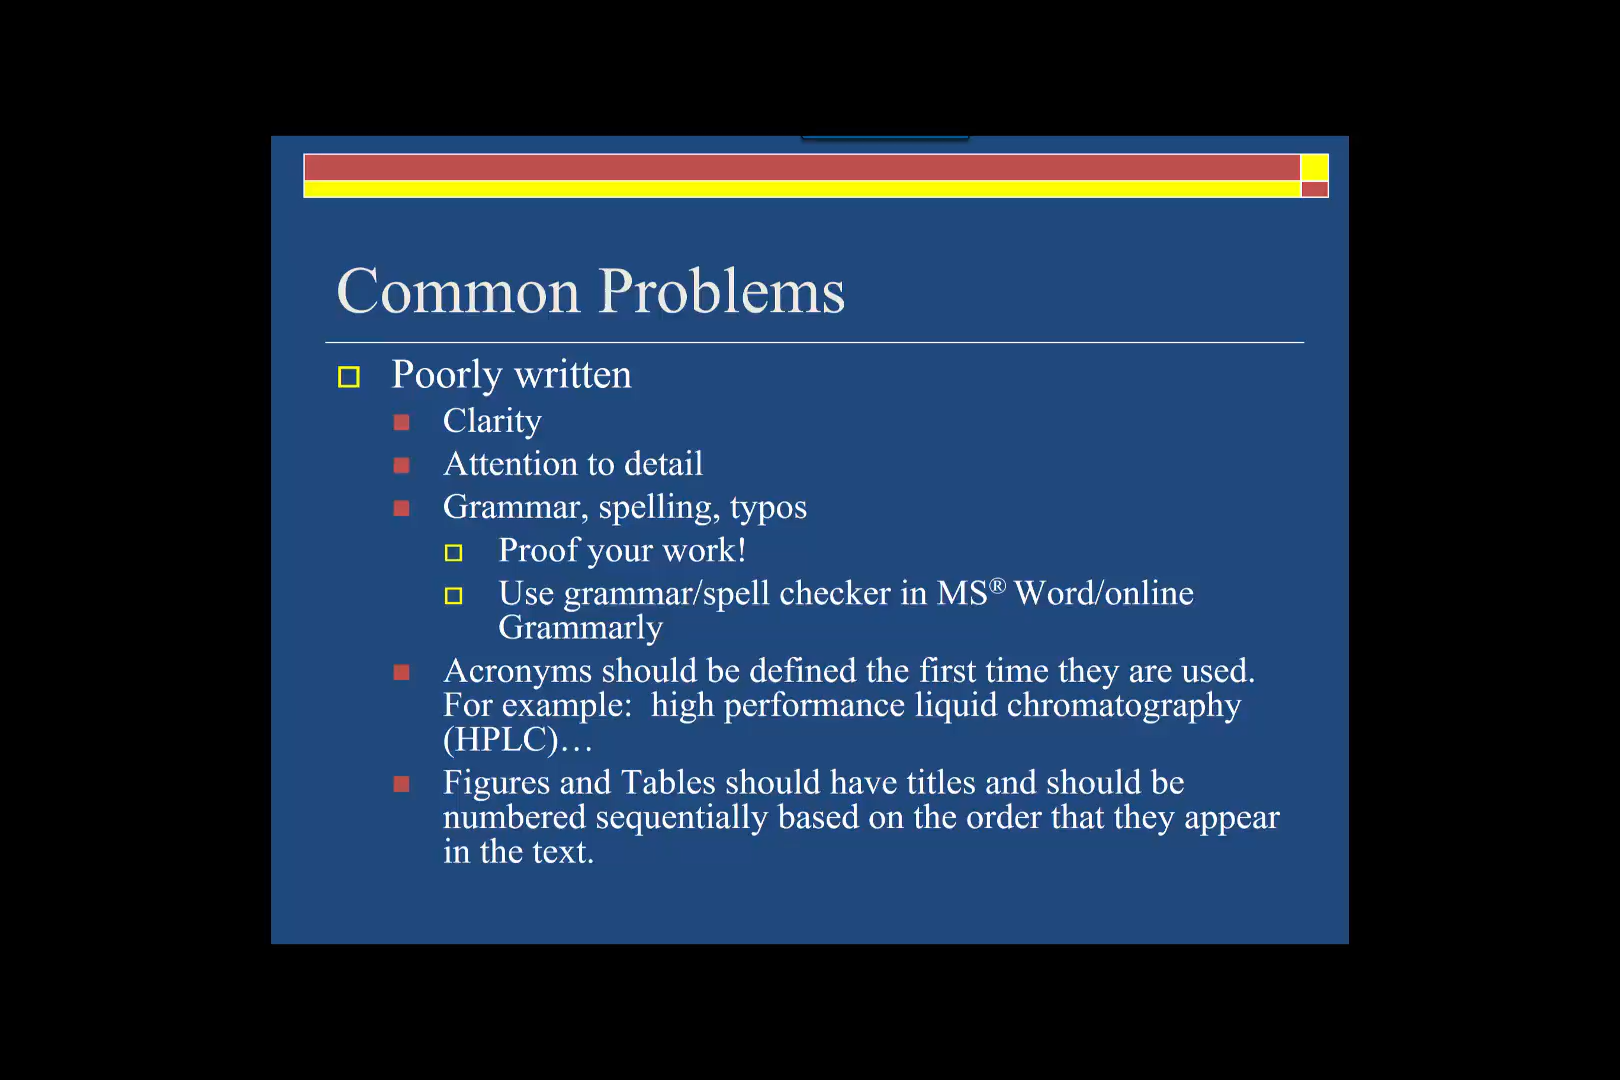 Common Problems
Poorly written
Clarity
Attention to detail
Grammar, spelling, typos
Proof your work!
Use grammar/spell checker in MS® Word/online
Grammarly
Acronyms should be defined the first time they are used.
For example:  high performance liquid chromatography
(HPLC)…
Figures and Tables should have titles and should be
numbered sequentially based on the order that they appear
in the text.